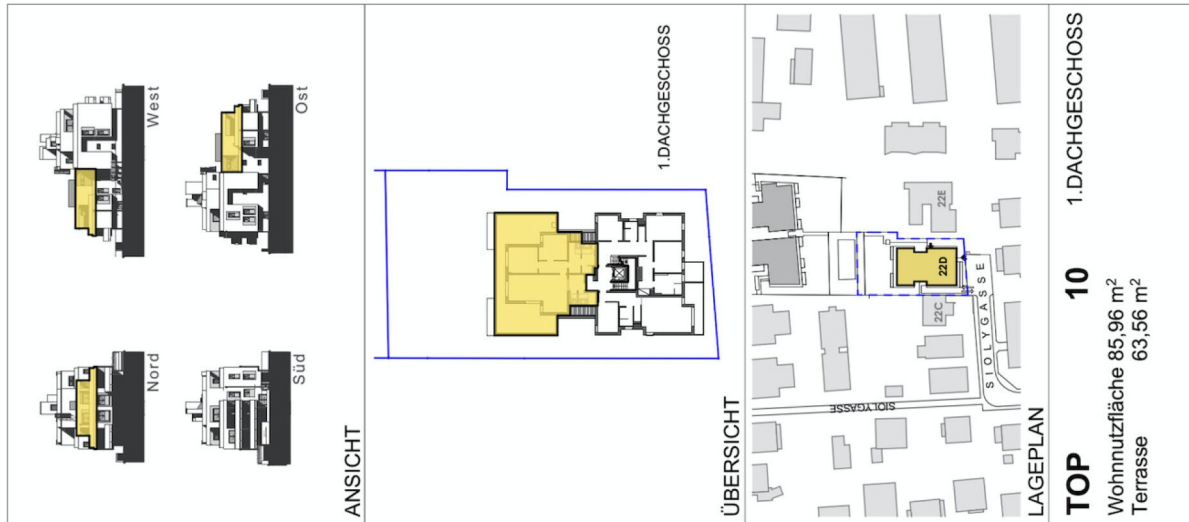 Nord
West
Süd
Ost
ANSICHT
1.DACHGESCHOSS
ÜBERSICHT
22E
22D
22C
SIOLYGASSE
SIOLYGASSE
LAGEPLAN
TOP 10 1.DACHGESCHOSS
Wohnnutzfläche 85,96 m²
Terrasse 63,56 m²